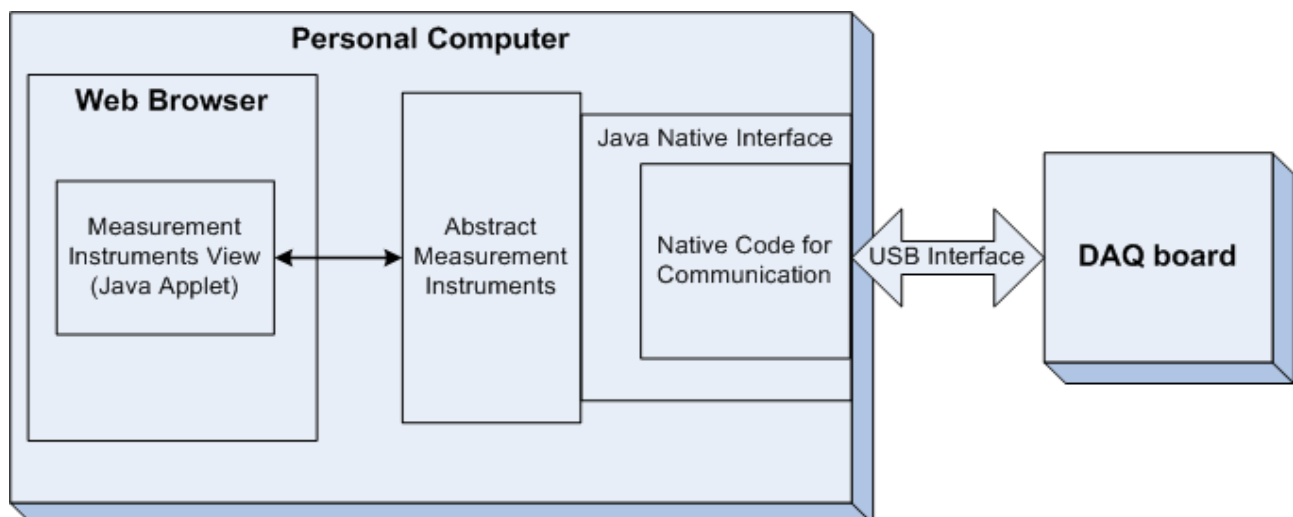 Personal Computer
Web Browser
Measurement
Instruments View
(Java Applet)
Abstract
Measurement
Instruments
Java Native Interface
Native Code for
Communication
USB Interface
DAQ board